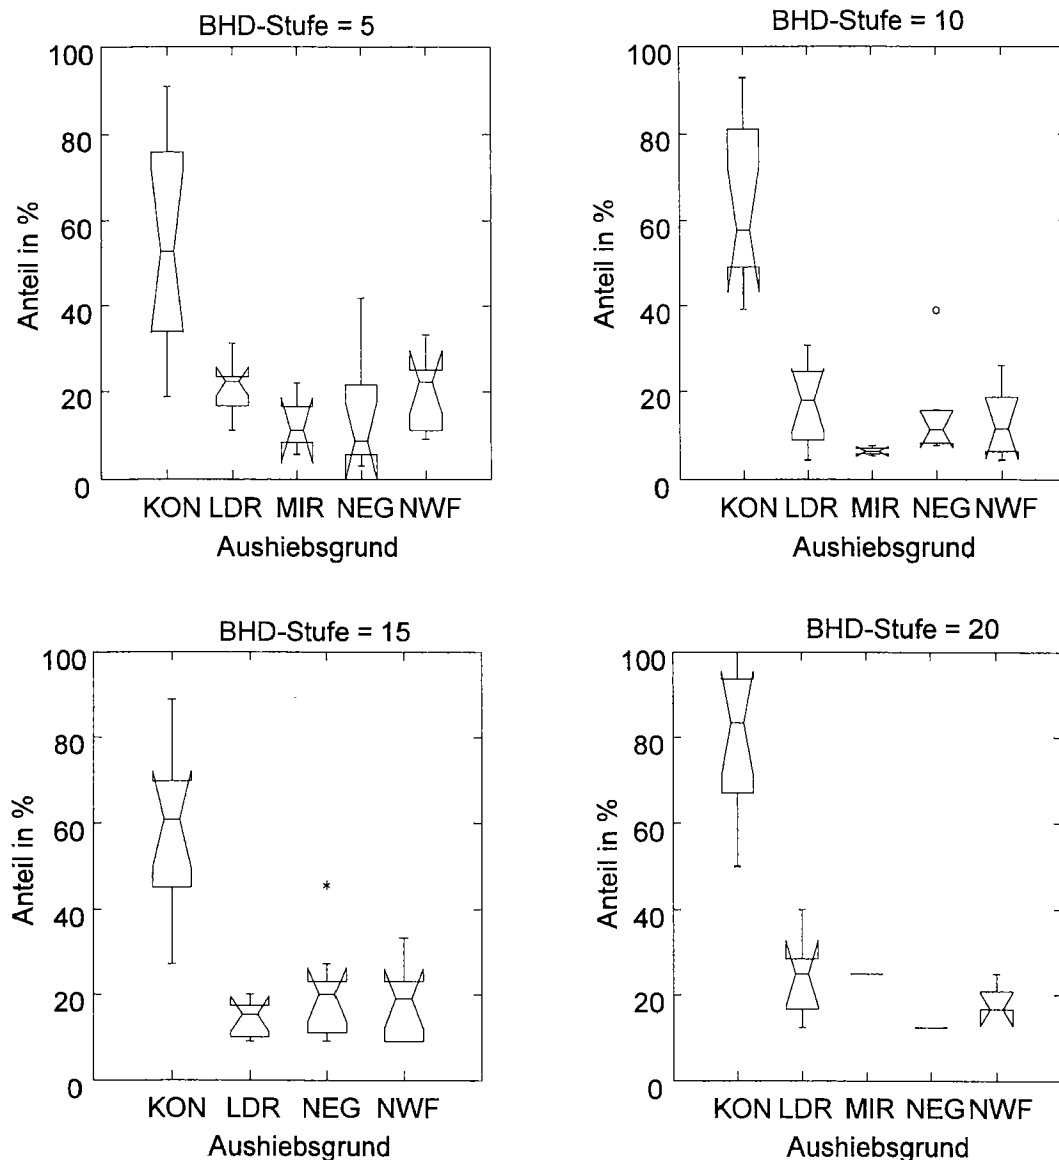 BHD-Stufe = 5
100
80
60
40
20
0
Anteil in %
KON LDR MIR NEG NWF
Aushiebsgrund
BHD-Stufe = 10
100
80
60
40
20
0
Anteil in %
KON LDR MIR NEG NWF
Aushiebsgrund
BHD-Stufe = 15
100
80
60
40
20
0
Anteil in %
KON LDR NEG NWF
Aushiebsgrund
BHD-Stufe = 20
100
80
60
40
20
0
Anteil in %
KON LDR MIR NEG NWF
Aushiebsgrund